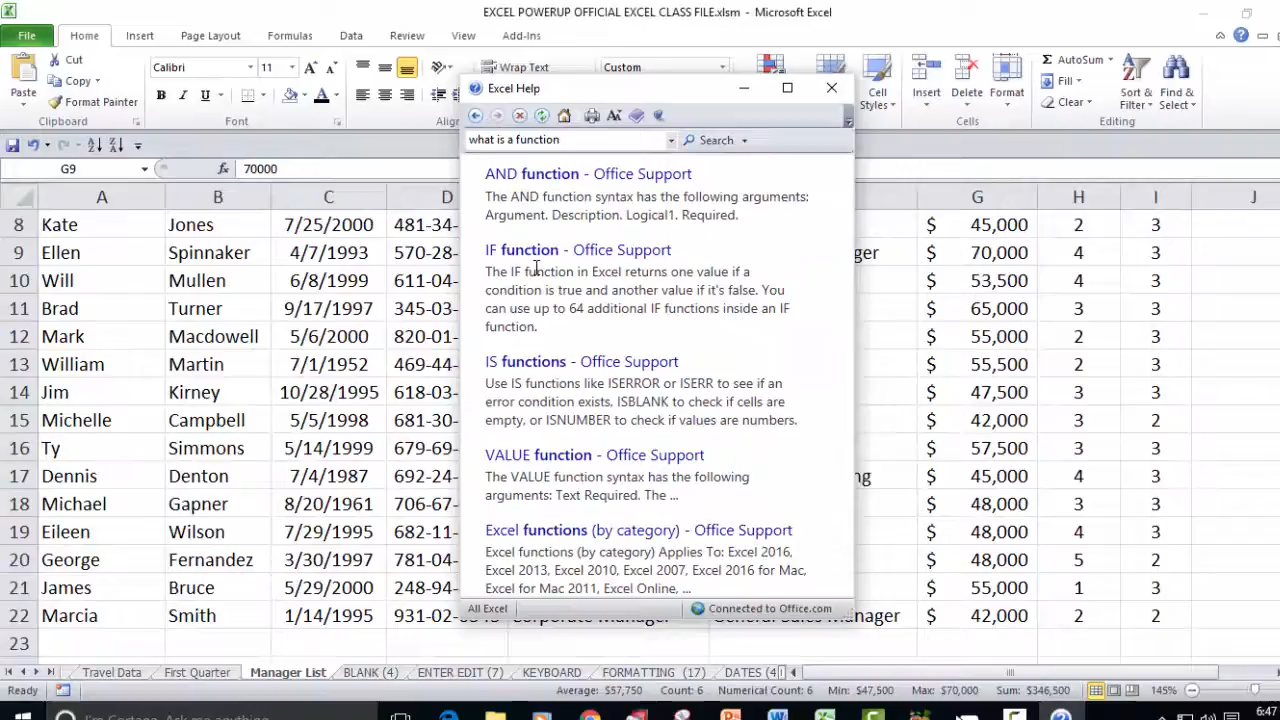 EXCEL POWERUP OFFICIAL EXCEL CLASS FILE.xlsm - Microsoft Excel
File Home Insert Page Layout Formulas Data Review View Add-Ins
Cut Calibri 11 Wrap Text Custom
Copy
Format Painter
Paste B I U A Cell Styles Insert Delete Format AutoSum Fill Clear Sort & Filter Find & Select
Clipboard Font Cells Editing
G9 fx 70000
A B C D G H I J
8 Kate Jones 7/25/2000 481-34- $ 45,000 2 3
9 Ellen Spinnaker 4/7/1993 570-28- ger $ 70,000 4 3
10 Will Mullen 6/8/1999 611-04- $ 53,500 4 3
11 Brad Turner 9/17/1997 345-03- $ 65,000 3 3
12 Mark Macdowell 5/6/2000 820-01- $ 55,000 3 3
13 William Martin 7/1/1952 469-44- $ 55,500 2 3
14 Jim Kirney 10/28/1995 618-03- $ 47,500 3 3
15 Michelle Campbell 5/5/1998 681-30- $ 42,000 3 2
16 Ty Simmons 5/14/1999 679-69- $ 57,500 3 3
17 Dennis Denton 7/4/1987 692-24- ng $ 45,000 4 3
18 Michael Gapner 8/20/1961 706-67- $ 48,000 3 3
19 Eileen Wilson 7/29/1995 682-11- $ 48,000 4 3
20 George Fernandez 3/30/1997 781-04- $ 48,000 5 2
21 James Bruce 5/29/2000 248-94- $ 55,000 1 3
22 Marcia Smith 1/14/1995 931-02- Corporate Manager General Sales Manager $ 42,000 2 2
23
Excel Help
what is a function Search
AND function - Office Support
The AND function syntax has the following arguments:
Argument. Description. Logical1. Required.
IF function - Office Support
The IF function in Excel returns one value if a
condition is true and another value if it's false. You
can use up to 64 additional IF functions inside an IF
function.
IS functions - Office Support
Use IS functions like ISERROR or ISERR to see if an
error condition exists, ISBLANK to check if cells are
empty, or ISNUMBER to check if values are numbers.
VALUE function - Office Support
The VALUE function syntax has the following
arguments: Text Required. The ...
Excel functions (by category) - Office Support
Excel functions (by category) Applies To: Excel 2016,
Excel 2013, Excel 2010, Excel 2007, Excel 2016 for Mac,
Excel for Mac 2011, Excel Online, ...
All Excel Connected to Office.com
Travel Data First Quarter Manager List BLANK (4) ENTER EDIT (7) KEYBOARD FORMATTING (17) DATES (4
Ready Average: $57,750 Count: 6 Numerical Count: 6 Min: $47,500 Max: $70,000 Sum: $346,500 145%
6:47